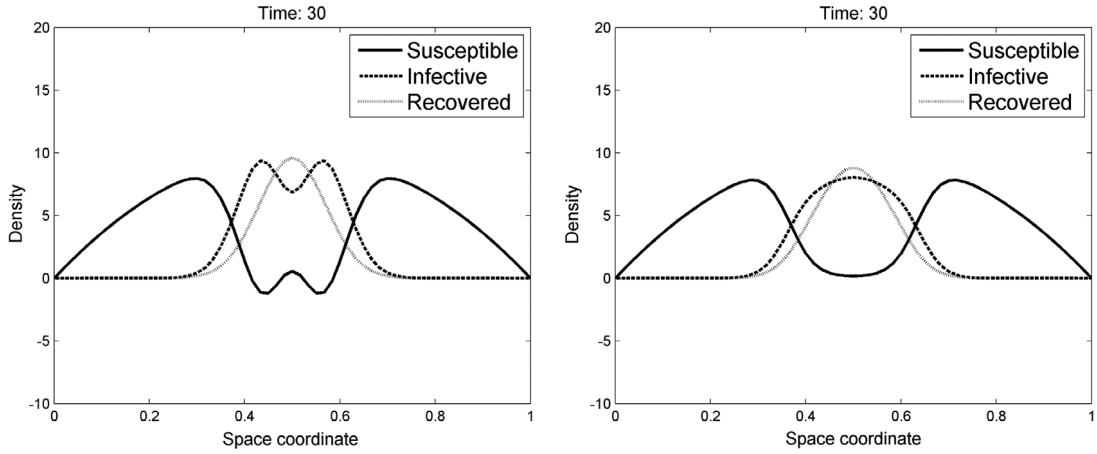 Time: 30
20
15
10
5
0
-5
-10
Density
0
0.2
0.4
0.6
0.8
1
Space coordinate
Susceptible
Infective
Recovered
Time: 30
20
15
10
5
0
-5
-10
Density
0
0.2
0.4
0.6
0.8
1
Space coordinate
Susceptible
Infective
Recovered